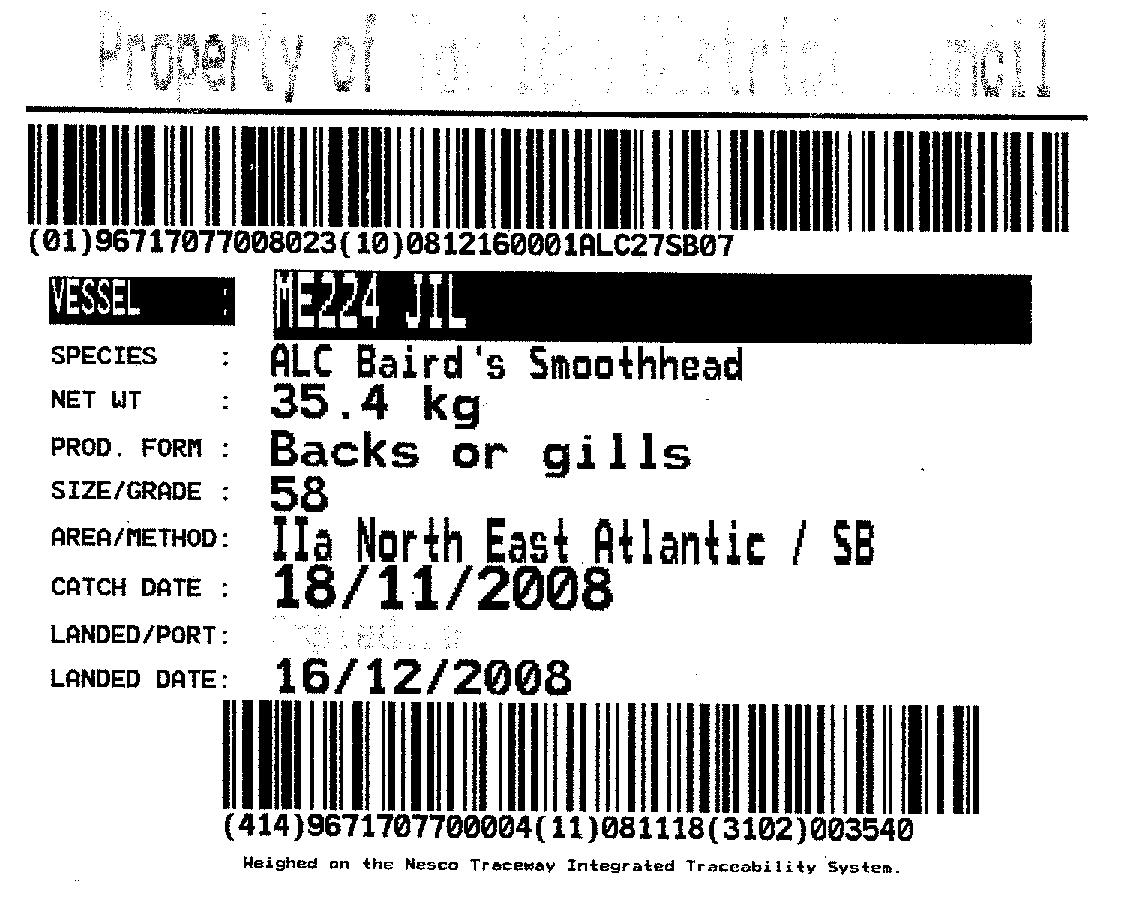 Property of
(01)96717077008023(10)0812160001ALC27SB07
VESSEL : ME224 JIL
SPECIES : ALC Baird's Smoothhead
NET WT : 35.4 kg
PROD. FORM : Backs or gills
SIZE/GRADE : 58
AREA/METHOD: IIa North East Atlantic / SB
CATCH DATE : 18/11/2008
LANDED/PORT:
LANDED DATE: 16/12/2008
(414)9671707700004(11)081118(3102)003540
Weighed on the Nesco Traceway Integrated Traceability System.